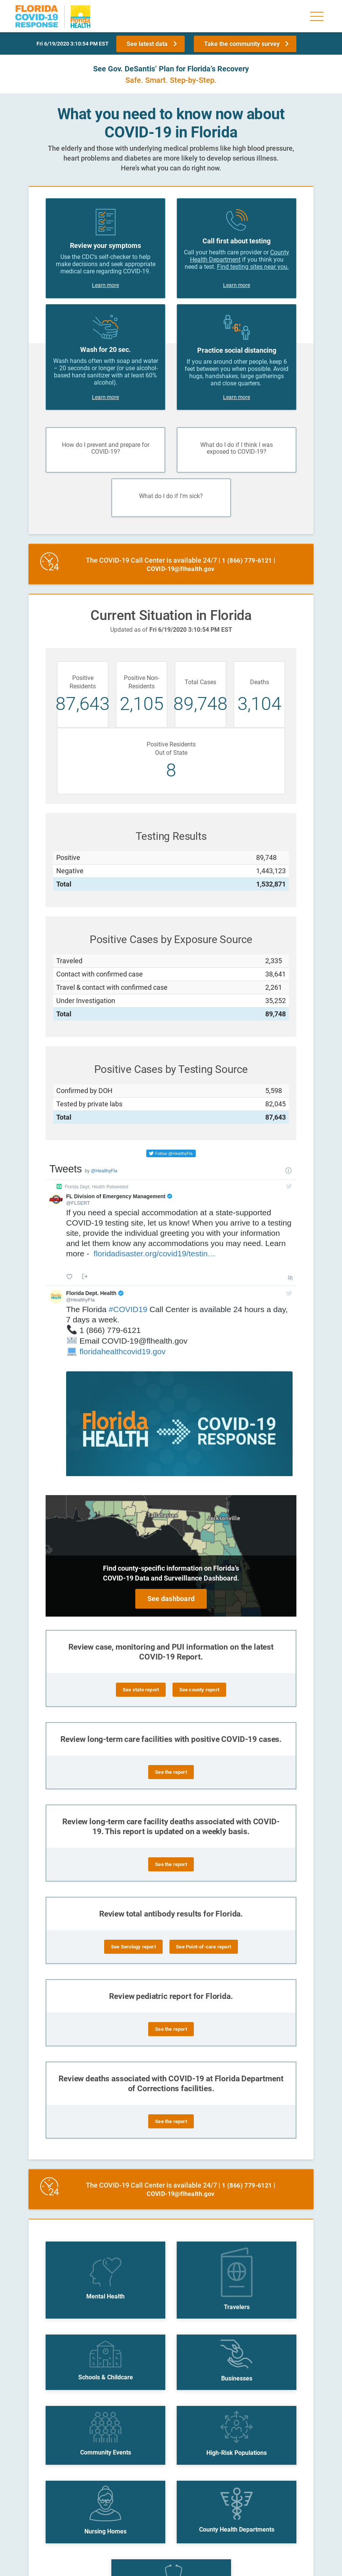 FLORIDA
COVID-19
RESPONSE
Florida
HEALTH
Fri 6/19/2020 3:10:54 PM EST
See latest data
Take the community survey
See Gov. DeSantis' Plan for Florida's Recovery
Safe. Smart. Step-by-Step.
What you need to know now about
COVID-19 in Florida
The elderly and those with underlying medical problems like high blood pressure,
heart problems and diabetes are more likely to develop serious illness.
Here's what you can do right now.
Review your symptoms
Use the CDC's self-checker to help
make decisions and seek appropriate
medical care regarding COVID-19.
Learn more
Call first about testing
Call your health care provider or County
Health Department if you think you
need a test. Find testing sites near you.
Learn more
Wash for 20 sec.
Wash hands often with soap and water
– 20 seconds or longer (or use alcohol-
based hand sanitizer with at least 60%
alcohol).
Learn more
6'
Practice social distancing
If you are around other people, keep 6
feet between you when possible. Avoid
hugs, handshakes, large gatherings
and close quarters.
Learn more
How do I prevent and prepare for
COVID-19?
What do I do if I think I was
exposed to COVID-19?
What do I do if I'm sick?
24
The COVID-19 Call Center is available 24/7 | 1 (866) 779-6121 |
COVID-19@flhealth.gov
Current Situation in Florida
Updated as of Fri 6/19/2020 3:10:54 PM EST
Positive
Residents
87,643
Positive Non-
Residents
2,105
Total Cases
89,748
Deaths
3,104
Positive Residents
Out of State
8
Testing Results
Positive 89,748
Negative 1,443,123
Total 1,532,871
Positive Cases by Exposure Source
Traveled 2,335
Contact with confirmed case 38,641
Travel & contact with confirmed case 2,261
Under Investigation 35,252
Total 89,748
Positive Cases by Testing Source
Confirmed by DOH 5,598
Tested by private labs 82,045
Total 87,643
Follow @HealthyFla
Tweets by @HealthyFla
Florida Dept. Health Retweeted
FL Division of Emergency Management
@FLSERT
If you need a special accommodation at a state-supported
COVID-19 testing site, let us know! When you arrive to a testing
site, provide the individual greeting you with your information
and let them know any accommodations you may need. Learn
more - floridadisaster.org/covid19/testin…
Florida Dept. Health
@HealthyFla
The Florida #COVID19 Call Center is available 24 hours a day,
7 days a week.
1 (866) 779-6121
Email COVID-19@flhealth.gov
floridahealthcovid19.gov
Florida
HEALTH
COVID-19
RESPONSE
Tallahassee
Jacksonville
Find county-specific information on Florida's
COVID-19 Data and Surveillance Dashboard.
See dashboard
Review case, monitoring and PUI information on the latest
COVID-19 Report.
See state report
See county report
Review long-term care facilities with positive COVID-19 cases.
See the report
Review long-term care facility deaths associated with COVID-
19. This report is updated on a weekly basis.
See the report
Review total antibody results for Florida.
See Serology report
See Point-of-care report
Review pediatric report for Florida.
See the report
Review deaths associated with COVID-19 at Florida Department
of Corrections facilities.
See the report
24
The COVID-19 Call Center is available 24/7 | 1 (866) 779-6121 |
COVID-19@flhealth.gov
Mental Health
Travelers
Schools & Childcare
Businesses
Community Events
High-Risk Populations
Nursing Homes
County Health Departments